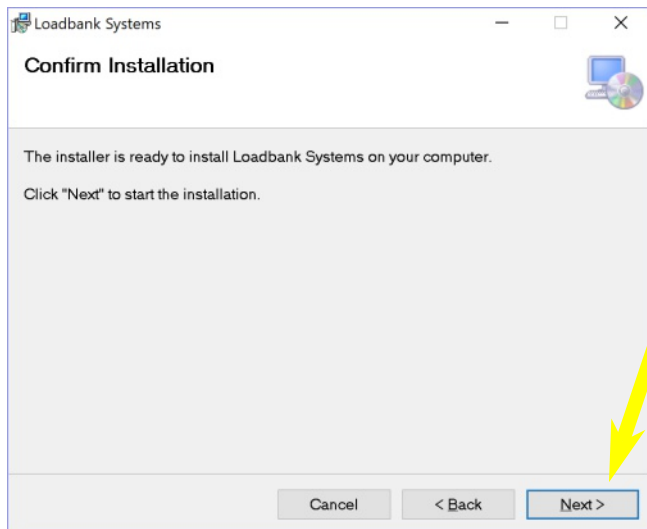 Loadbank Systems
Confirm Installation
The installer is ready to install Loadbank Systems on your computer.
Click "Next" to start the installation.
Cancel
< Back
Next >